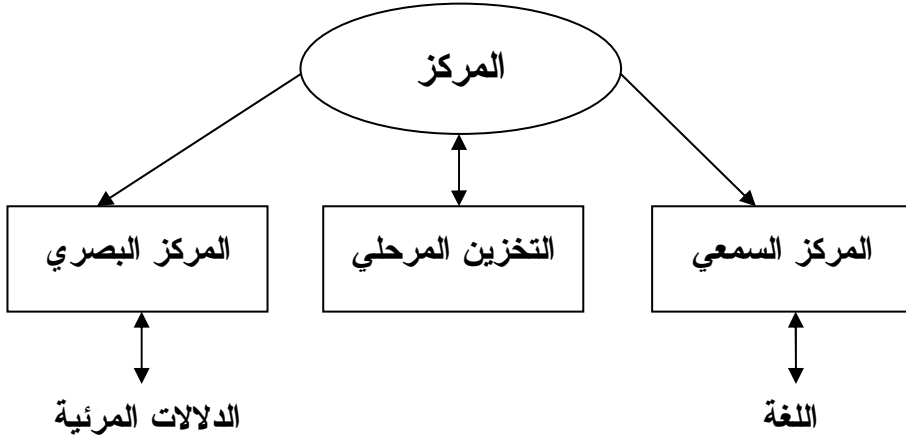 المركز
المركز السمعي
التخزين المرحلي
المركز البصري
اللغة
الدلالات المرئية